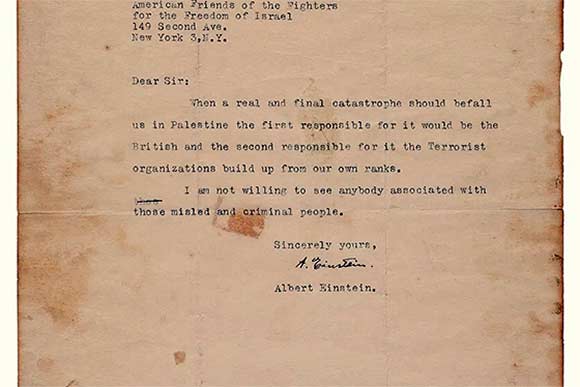 American Friends of the Fighters
for the Freedom of Israel
149 Second Ave.
New York 3,N.Y.
Dear Sir:
When a real and final catastrophe should befall
us in Palestine the first responsible for it would be the
British and the second responsible for it the Terrorist
organizations build up from our own ranks.
I am not willing to see anybody associated with
those misled and criminal people.
Sincerely yours,
A. Einstein.
Albert Einstein.